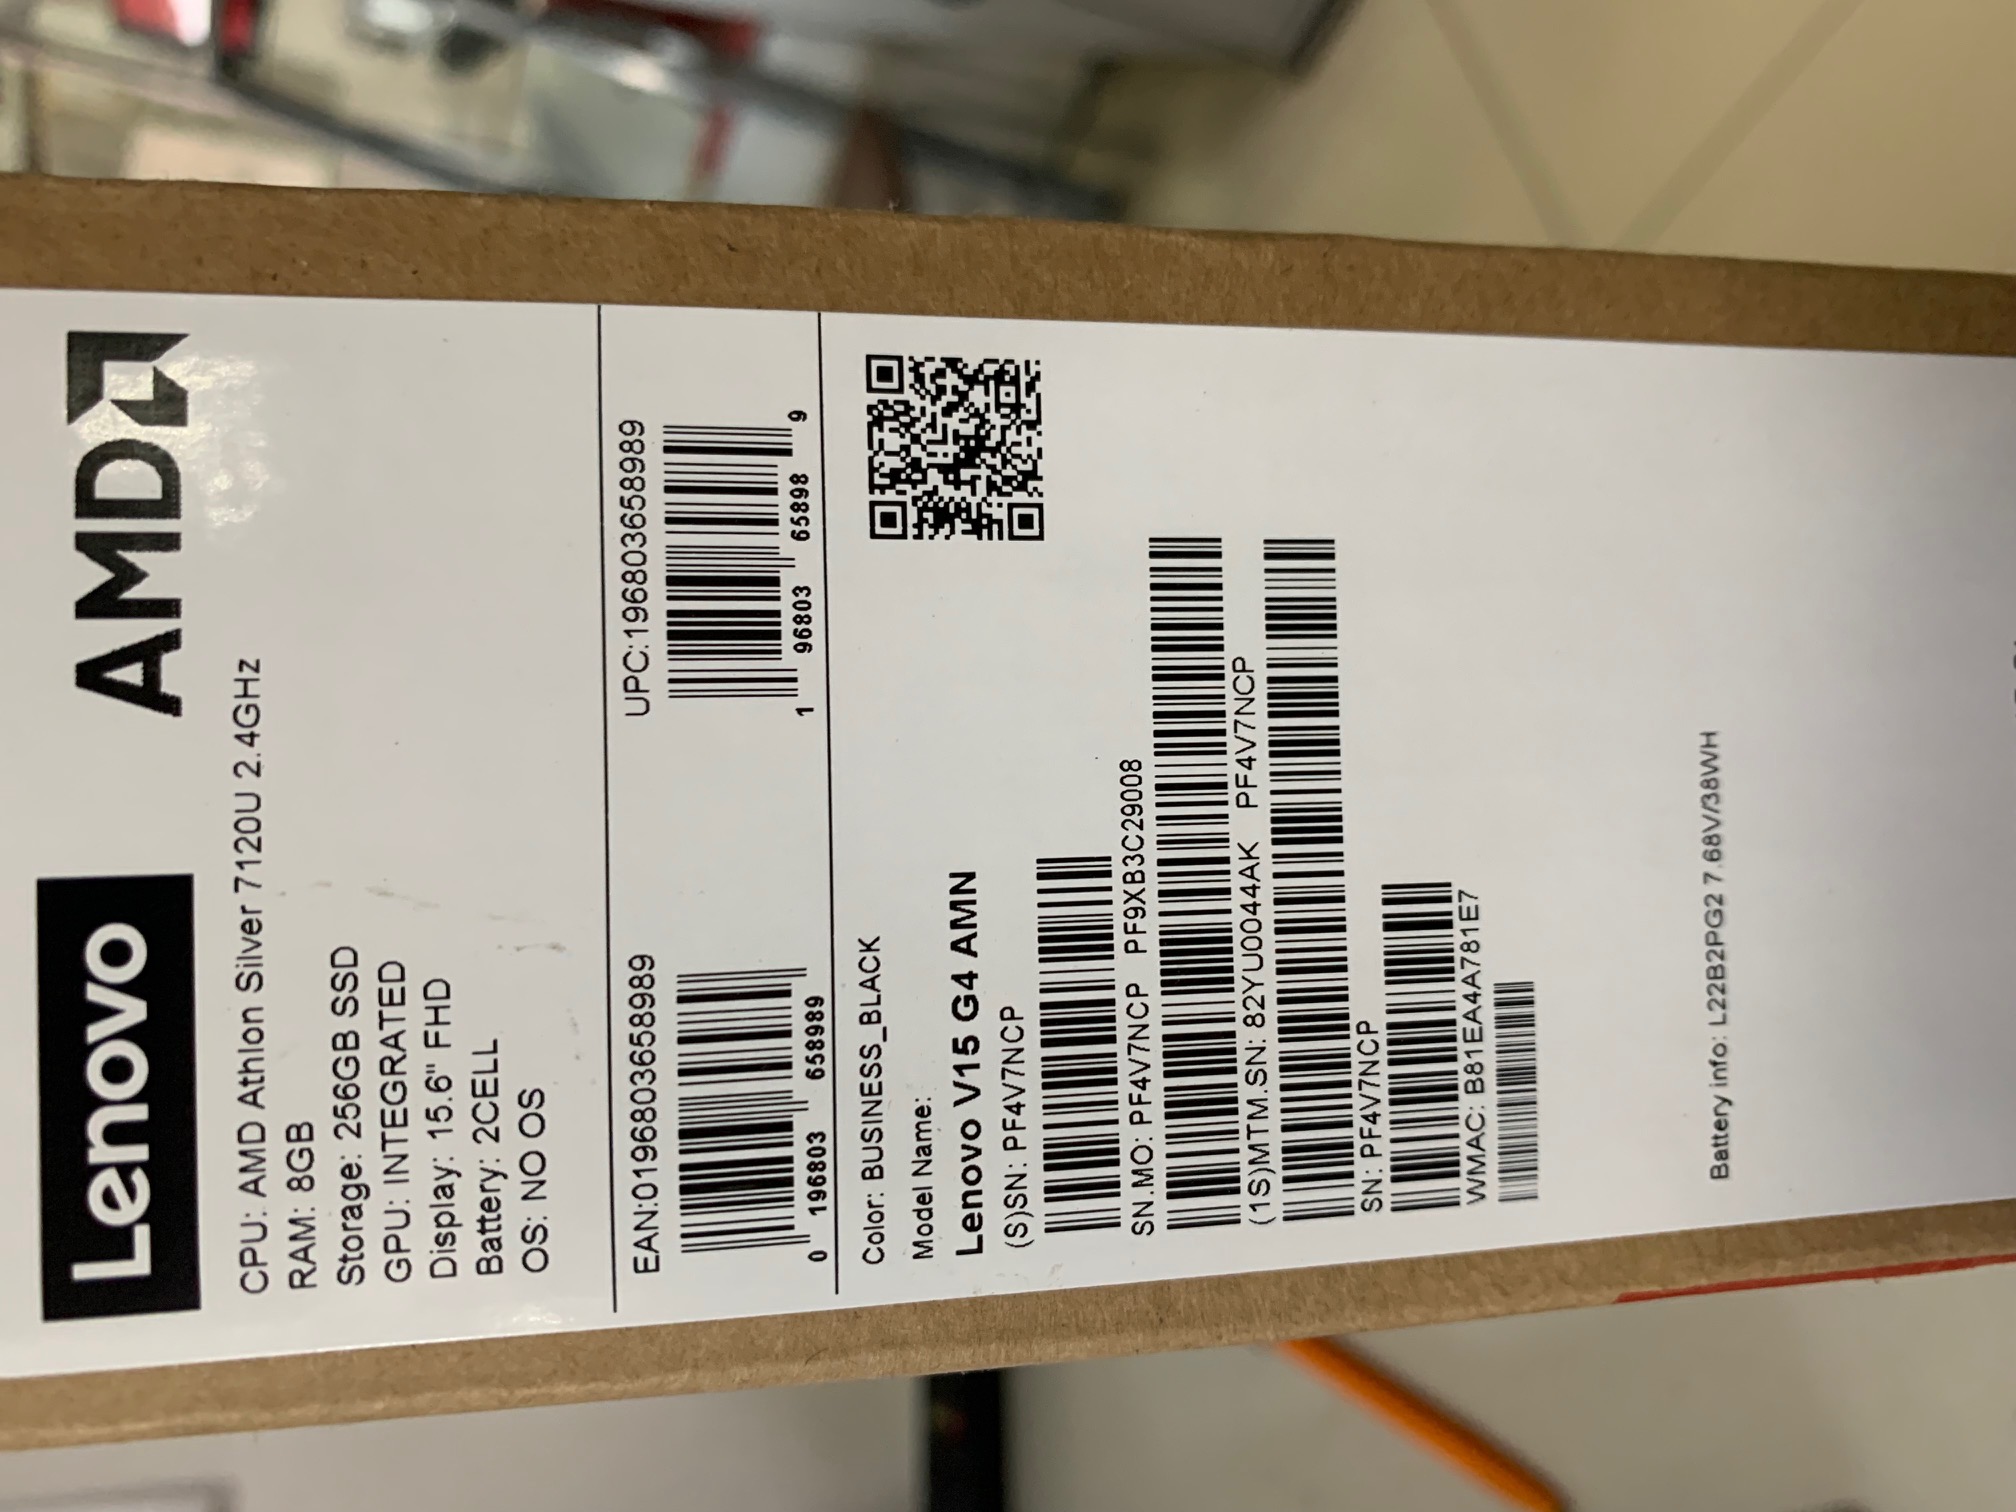 Lenovo
AMD
CPU: AMD Athlon Silver 7120U 2.4GHz
RAM: 8GB
Storage: 256GB SSD
GPU: INTEGRATED
Display: 15.6" FHD
Battery: 2CELL
OS: NO OS
EAN:0196803658989
0 196803 658989
UPC:196803658989
1 96803 65898 9
Color: BUSINESS_BLACK
Model Name:
Lenovo V15 G4 AMN
(S)SN: PF4V7NCP
SN.MO: PF4V7NCP PF9XB3C29008
(1S)MTM.SN: 82YU0044AK PF4V7NCP
SN: PF4V7NCP
WMAC: B81EA4A781E7
Battery info: L22B2PG2 7.68V/38WH